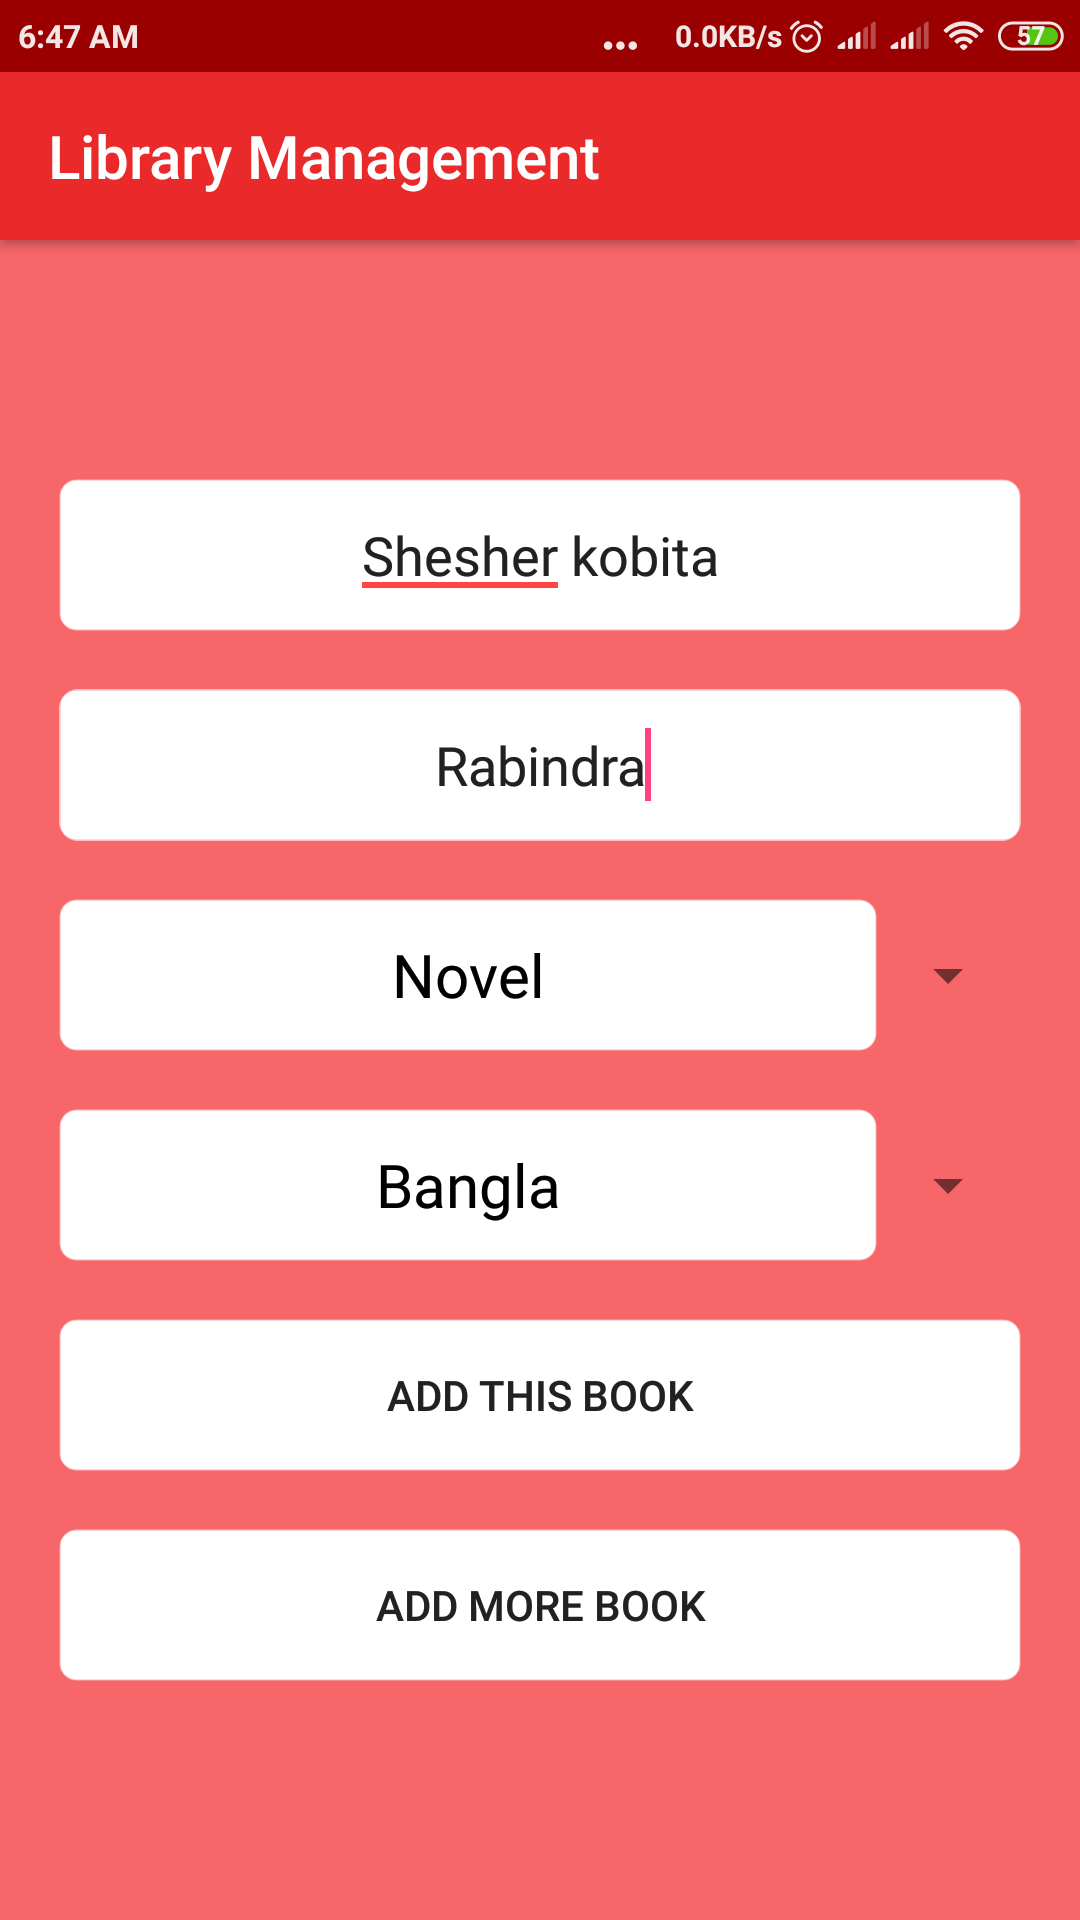 6:47 AM ... 0.0KB/s 57
Library Management
Shesher kobita
Rabindra
Novel
Bangla
ADD THIS BOOK
ADD MORE BOOK